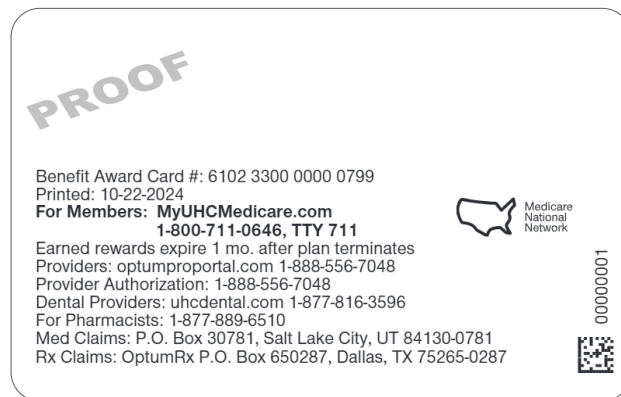 PROOF
Benefit Award Card #: 6102 3300 0000 0799
Printed: 10-22-2024
For Members: MyUHCMedicare.com
1-800-711-0646, TTY 711
Earned rewards expire 1 mo. after plan terminates
Providers: optumproportal.com 1-888-556-7048
Provider Authorization: 1-888-556-7048
Dental Providers: uhcdental.com 1-877-816-3596
For Pharmacists: 1-877-889-6510
Med Claims: P.O. Box 30781, Salt Lake City, UT 84130-0781
Rx Claims: OptumRx P.O. Box 650287, Dallas, TX 75265-0287
Medicare
National
Network
00000001